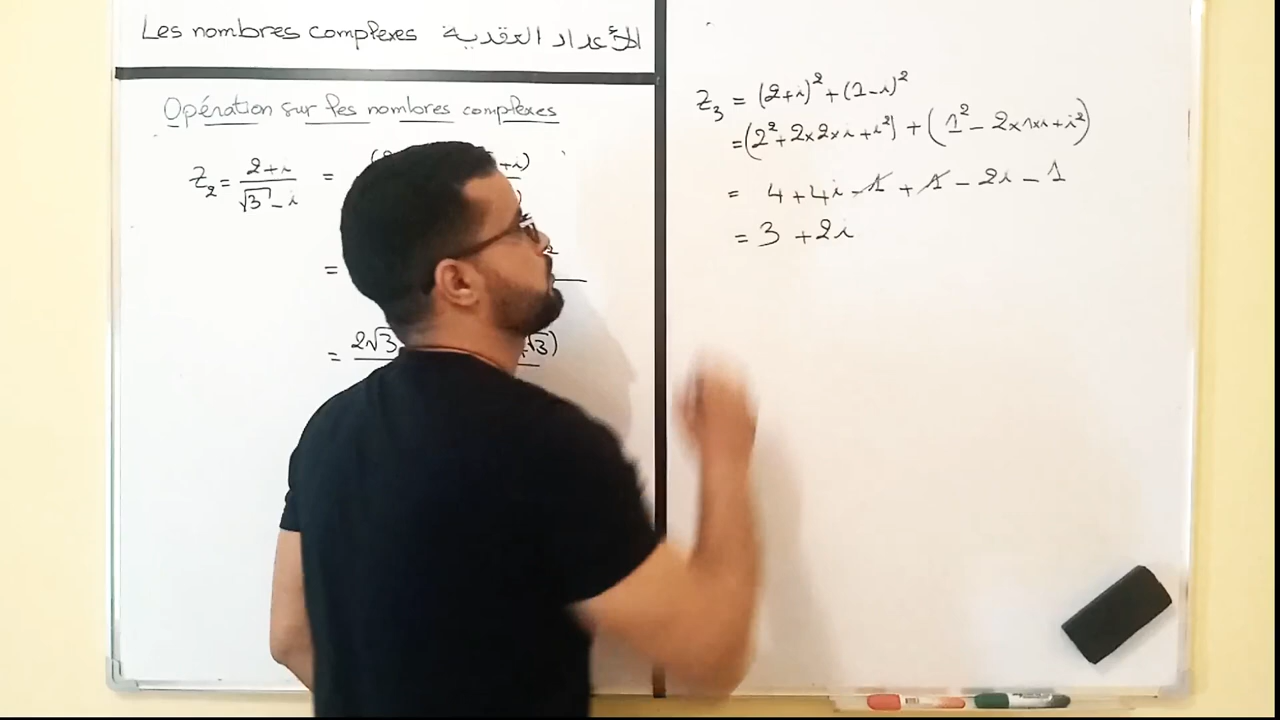 Les nombres complexes الأعداد العقدية
Opération sur les nombres complexes
Z₂ = (2+i)/(√3 - i) =
+i)
=
= 2√3
√3)
Z₃ = (2+i)² + (1-i)²
= (2² + 2×2×i + i²) + (1² - 2×1×i + i²)
= 4 + 4i - 1 + 1 - 2i - 1
= 3 + 2i